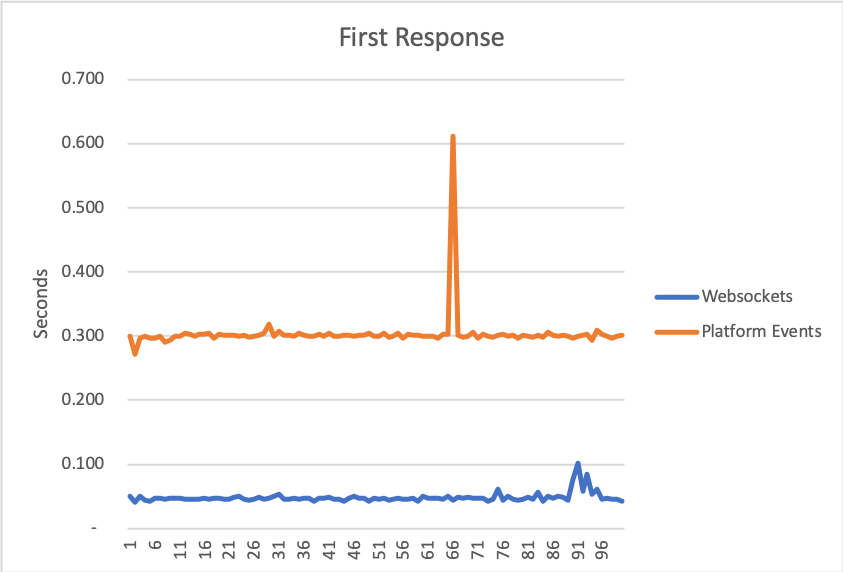 First Response
0.700
0.600
0.500
0.400
0.300
0.200
0.100
-
Seconds
1 6 11 16 21 26 31 36 41 46 51 56 61 66 71 76 81 86 91 96
Websockets
Platform Events